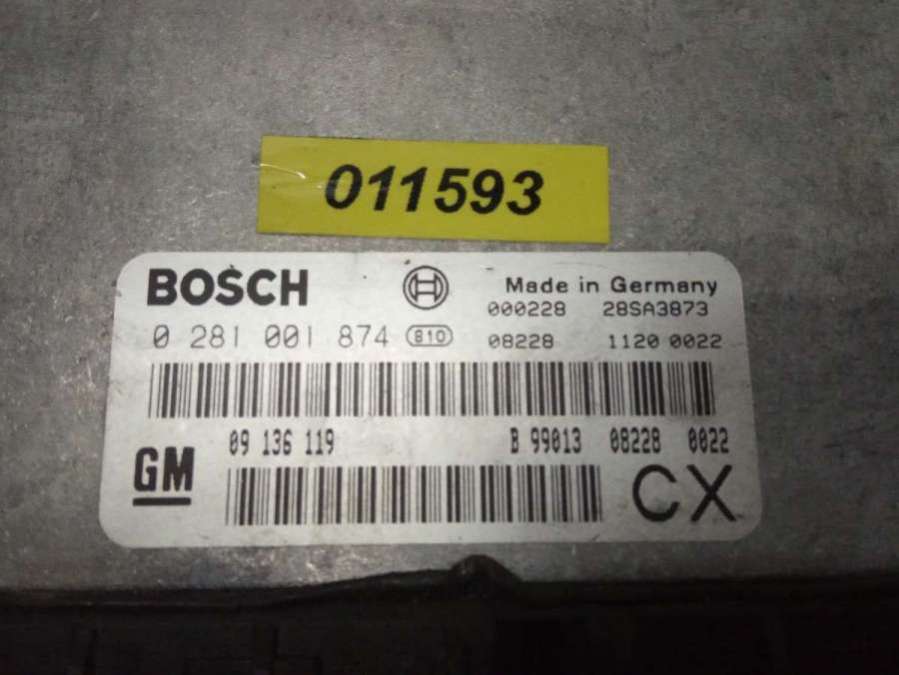 011593
BOSCH Made in Germany
000228 28SA3873
0 281 001 874 810 08228 1120 0022
09 136 119 B 99013 08228 0022
GM CX